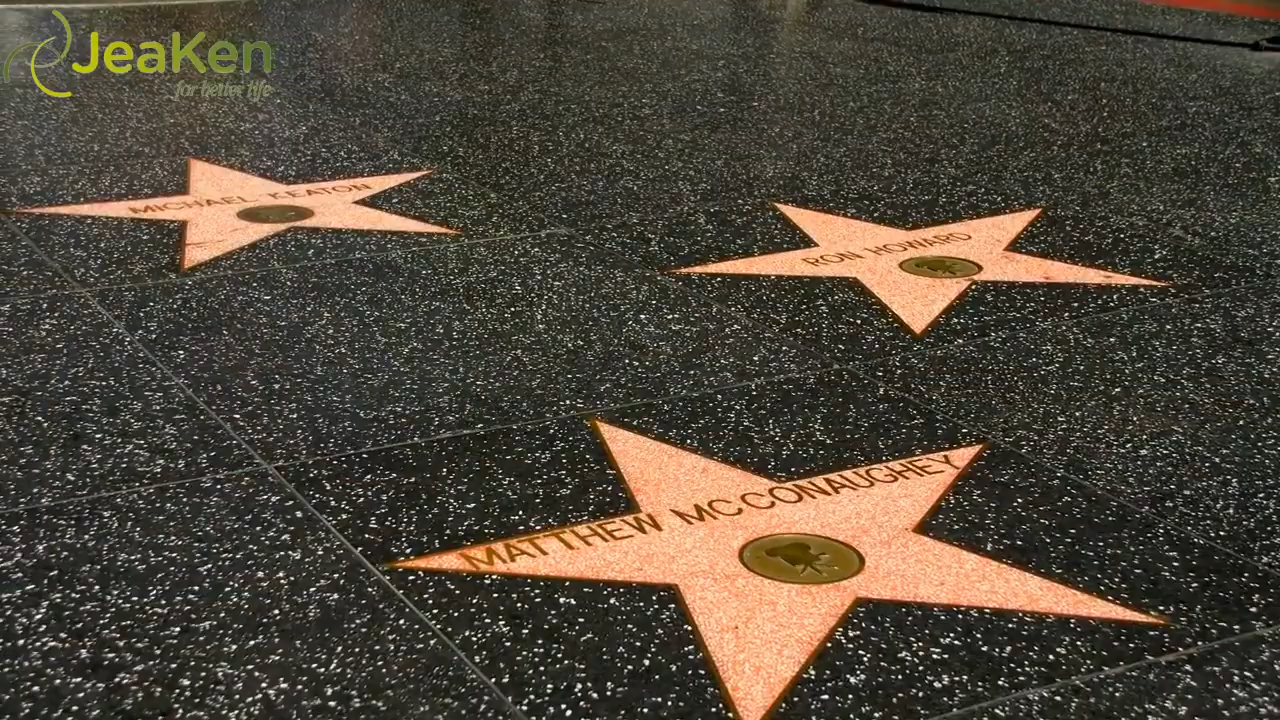 JeaKen
for better life
MICHAEL KEATON
RON HOWARD
MATTHEW MCCONAUGHEY